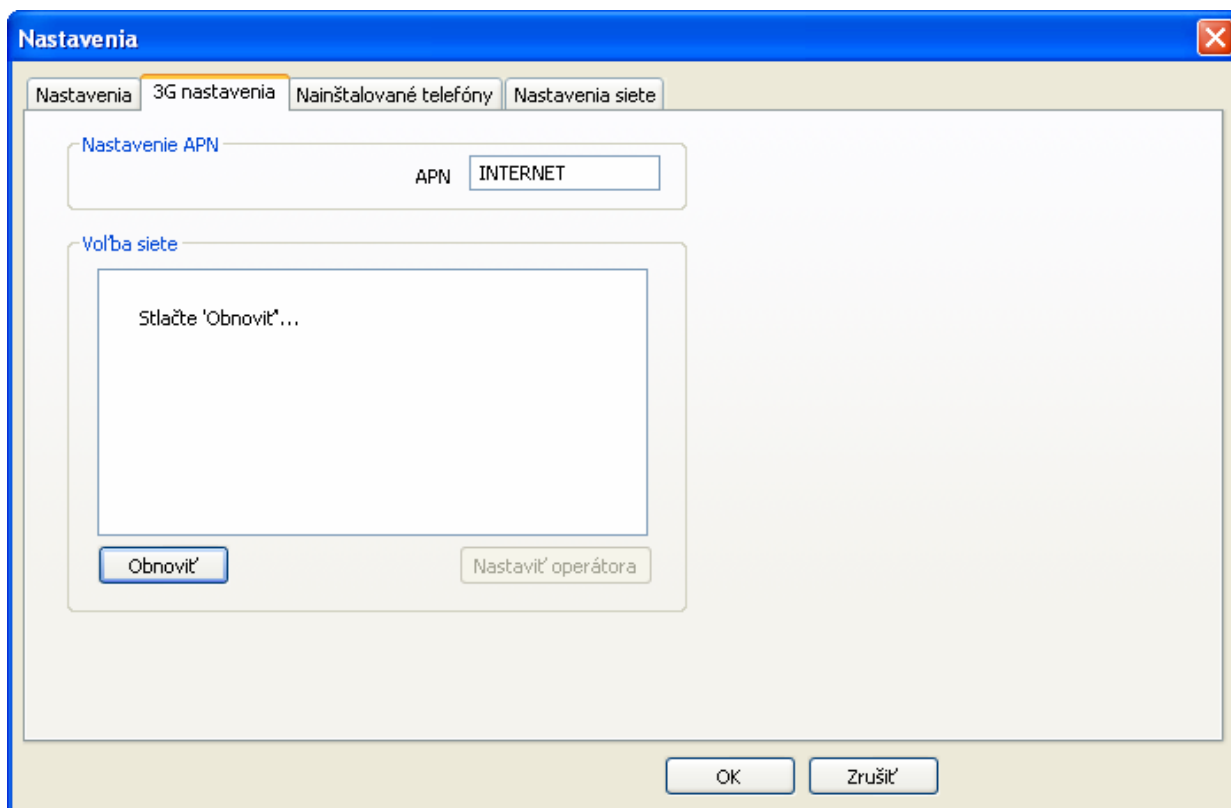 Nastavenia
Nastavenia 3G nastavenia Nainštalované telefóny Nastavenia siete
Nastavenie APN
APN INTERNET
Voľba siete
Stlačte 'Obnoviť'...
Obnoviť Nastaviť operátora
OK Zrušiť